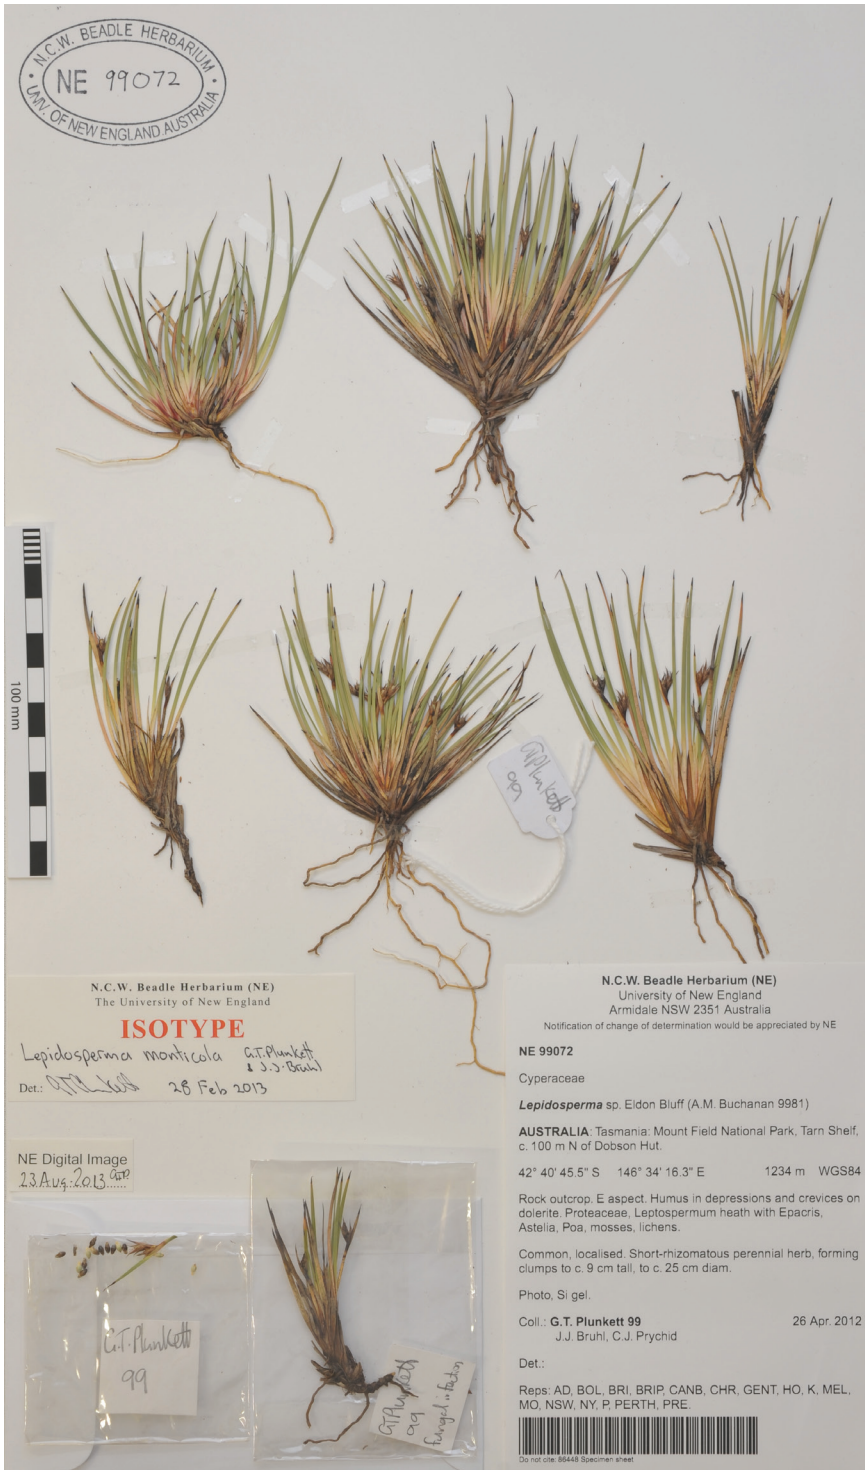 N.C.W. BEADLE HERBARIUM
NE 99072
UNIV. OF NEW ENGLAND AUSTRALIA
100 mm
G.T.Plunkett
99
N.C.W. Beadle Herbarium (NE)
The University of New England
ISOTYPE
Lepidosperma monticola G.T.Plunkett
& J.J.Bruhl
Det.: G.T.Plunkett 28 Feb 2013
NE Digital Image
23.Aug.2013 GTP.
G.T.Plunkett
99
G.T.Plunkett
99
fungal infection
N.C.W. Beadle Herbarium (NE)
University of New England
Armidale NSW 2351 Australia
Notification of change of determination would be appreciated by NE
NE 99072
Cyperaceae
Lepidosperma sp. Eldon Bluff (A.M. Buchanan 9981)
AUSTRALIA: Tasmania: Mount Field National Park, Tarn Shelf,
c. 100 m N of Dobson Hut.
42° 40' 45.5" S 146° 34' 16.3" E 1234 m WGS84
Rock outcrop. E aspect. Humus in depressions and crevices on
dolerite. Proteaceae, Leptospermum heath with Epacris,
Astelia, Poa, mosses, lichens.
Common, localised. Short-rhizomatous perennial herb, forming
clumps to c. 9 cm tall, to c. 25 cm diam.
Photo, Si gel.
Coll.: G.T. Plunkett 99 26 Apr. 2012
J.J. Bruhl, C.J. Prychid
Det.:
Reps: AD, BOL, BRI, BRIP, CANB, CHR, GENT, HO, K, MEL,
MO, NSW, NY, P, PERTH, PRE.
Do not cite: 86448 Specimen sheet